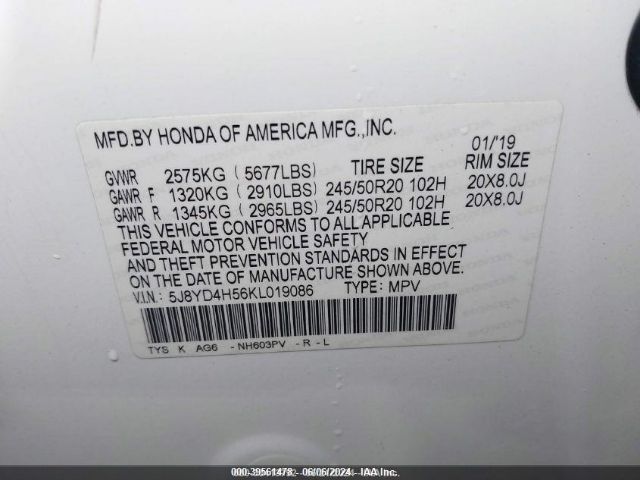 MFD.BY HONDA OF AMERICA MFG.,INC.
01/'19
GVWR 2575KG ( 5677LBS) TIRE SIZE RIM SIZE
GAWR F 1320KG ( 2910LBS) 245/50R20 102H 20X8.0J
GAWR R 1345KG ( 2965LBS) 245/50R20 102H 20X8.0J
THIS VEHICLE CONFORMS TO ALL APPLICABLE
FEDERAL MOTOR VEHICLE SAFETY
AND THEFT PREVENTION STANDARDS IN EFFECT
ON THE DATE OF MANUFACTURE SHOWN ABOVE.
V.I.N.: 5J8YD4H56KL019086 TYPE: MPV
TYS K AG6 -NH603PV -R-L
000-39561478 06/06/2024 IAA Inc.